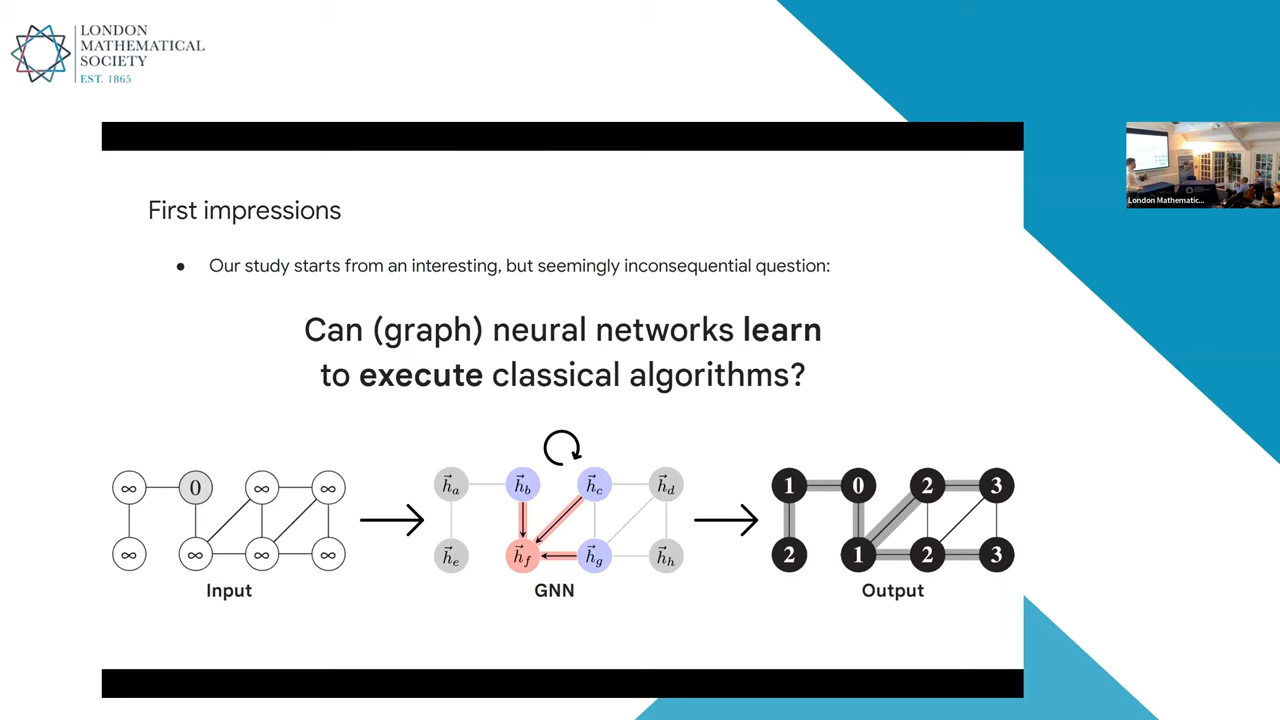 LONDON
MATHEMATICAL
SOCIETY
EST. 1865
London Mathematic...
First impressions
● Our study starts from an interesting, but seemingly inconsequential question:
Can (graph) neural networks learn
to execute classical algorithms?
∞ 0 ∞ ∞
∞ ∞ ∞ ∞
Input
h⃗a h⃗b h⃗c h⃗d
h⃗e h⃗f h⃗g h⃗h
GNN
1 0 2 3
2 1 2 3
Output